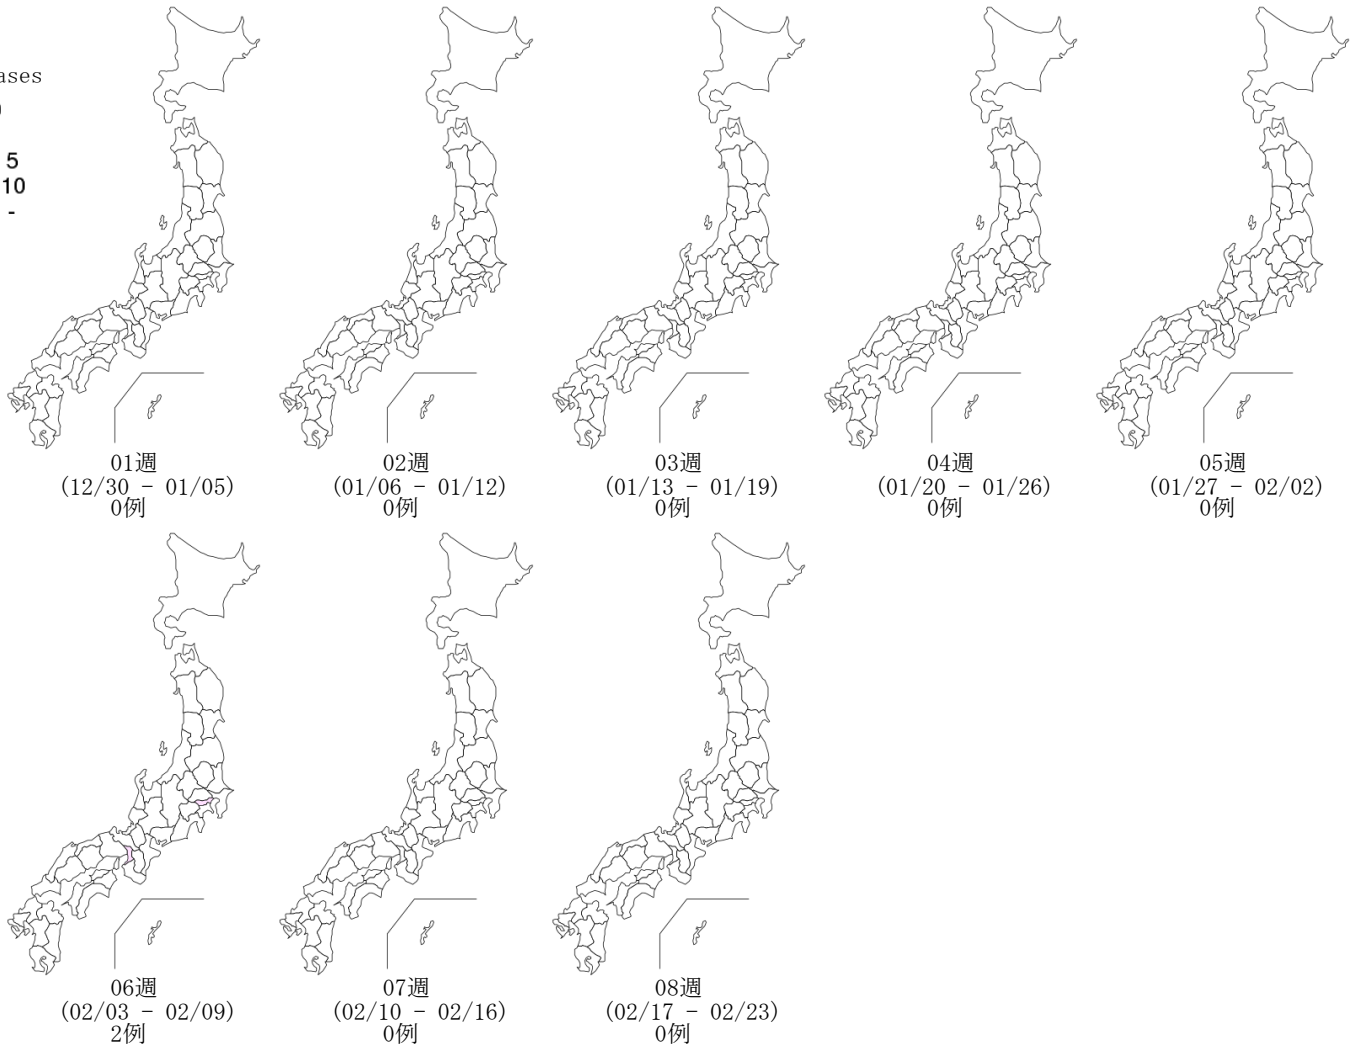 ases
5
10
-
01週
(12/30 - 01/05)
0例
02週
(01/06 - 01/12)
0例
03週
(01/13 - 01/19)
0例
04週
(01/20 - 01/26)
0例
05週
(01/27 - 02/02)
0例
06週
(02/03 - 02/09)
2例
07週
(02/10 - 02/16)
0例
08週
(02/17 - 02/23)
0例